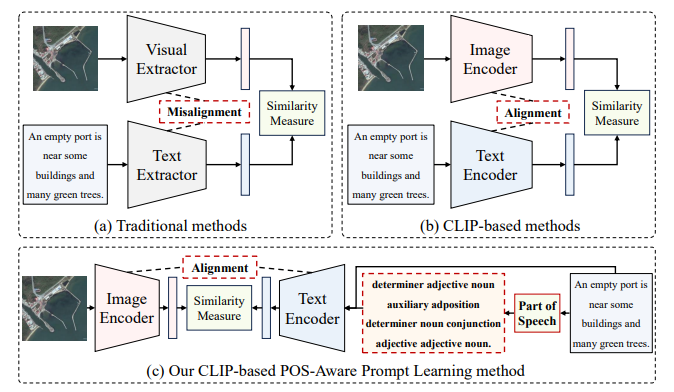 Visual
Extractor
Misalignment
Similarity
Measure
An empty port is
near some
buildings and
many green trees.
Text
Extractor
(a) Traditional methods
Image
Encoder
Alignment
Similarity
Measure
An empty port is
near some
buildings and
many green trees.
Text
Encoder
(b) CLIP-based methods
Image
Encoder
Alignment
Similarity
Measure
Text
Encoder
determiner adjective noun
auxiliary adposition
determiner noun conjunction
adjective adjective noun.
Part of
Speech
An empty port is
near some
buildings and
many green trees.
(c) Our CLIP-based POS-Aware Prompt Learning method